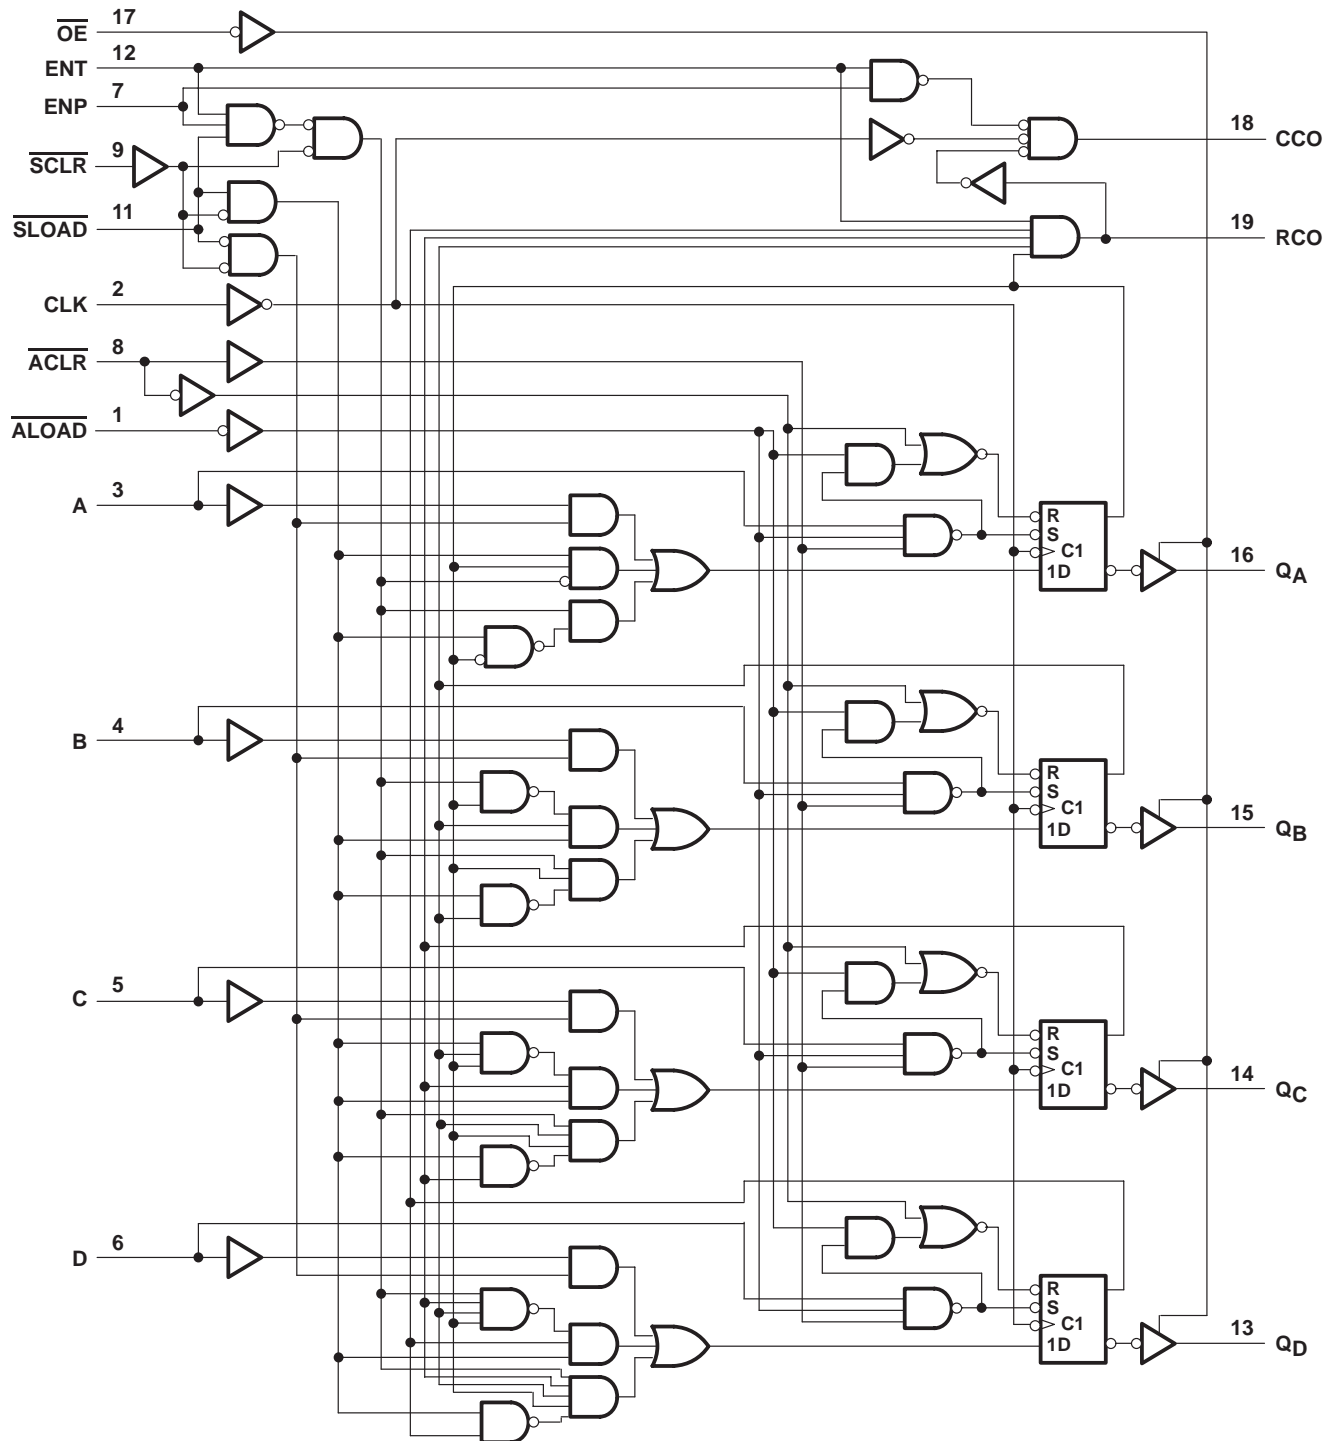 OE 17
ENT 12
ENP 7
SCLR 9
SLOAD 11
CLK 2
ACLR 8
ALOAD 1
18 CCO
19 RCO
A 3
R
S
C1
1D
16 QA
B 4
R
S
C1
1D
15 QB
C 5
R
S
C1
1D
14 QC
D 6
R
S
C1
1D
13 QD